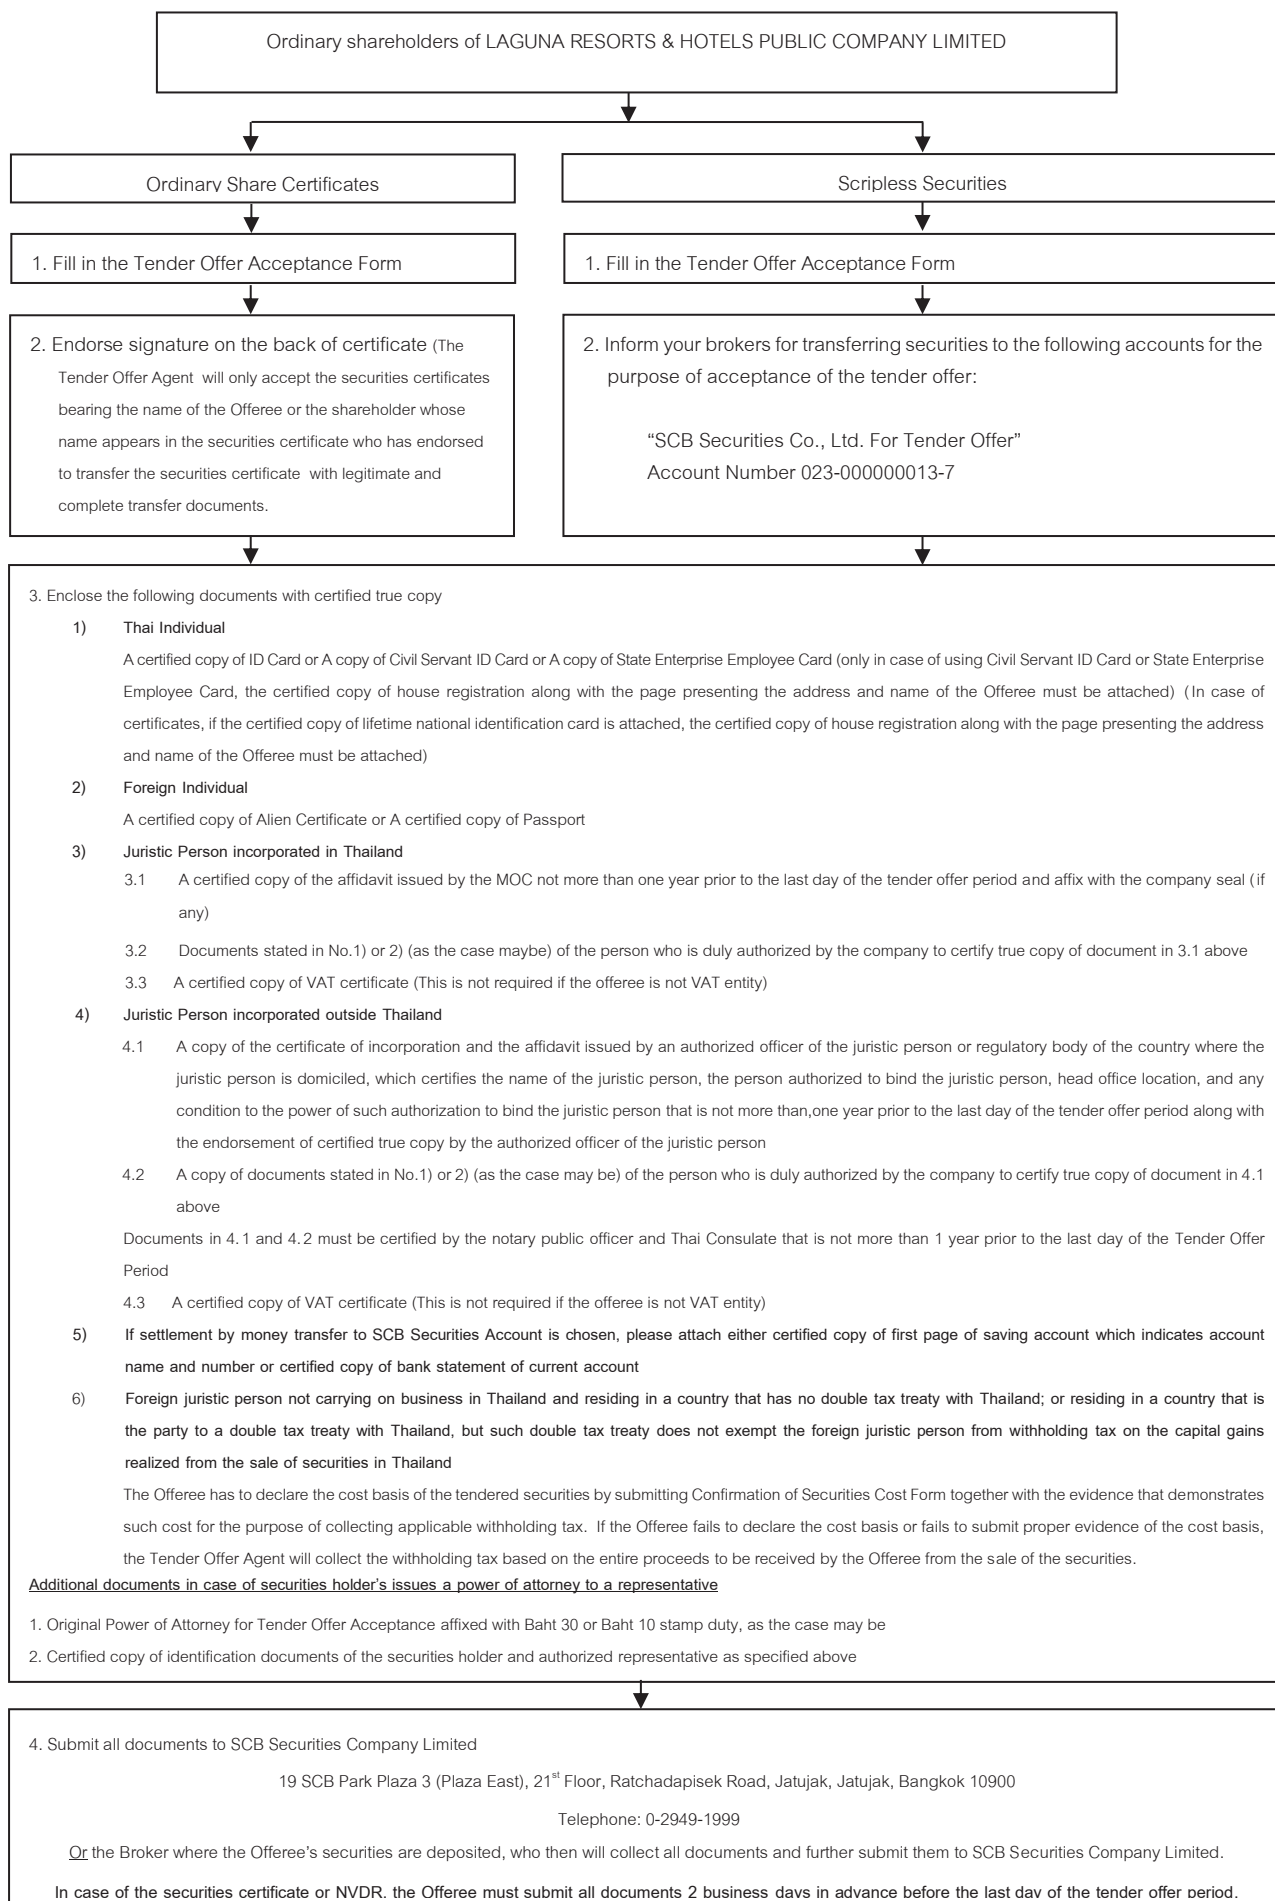 Ordinary shareholders of LAGUNA RESORTS & HOTELS PUBLIC COMPANY LIMITED
Ordinary Share Certificates
Scripless Securities
1. Fill in the Tender Offer Acceptance Form
1. Fill in the Tender Offer Acceptance Form
2. Endorse signature on the back of certificate (The
Tender Offer Agent will only accept the securities certificates
bearing the name of the Offeree or the shareholder whose
name appears in the securities certificate who has endorsed
to transfer the securities certificate with legitimate and
complete transfer documents.
2. Inform your brokers for transferring securities to the following accounts for the
purpose of acceptance of the tender offer:
“SCB Securities Co., Ltd. For Tender Offer”
Account Number 023-000000013-7
3. Enclose the following documents with certified true copy
1) Thai Individual
A certified copy of ID Card or A copy of Civil Servant ID Card or A copy of State Enterprise Employee Card (only in case of using Civil Servant ID Card or State Enterprise
Employee Card, the certified copy of house registration along with the page presenting the address and name of the Offeree must be attached) (In case of
certificates, if the certified copy of lifetime national identification card is attached, the certified copy of house registration along with the page presenting the address
and name of the Offeree must be attached)
2) Foreign Individual
A certified copy of Alien Certificate or A certified copy of Passport
3) Juristic Person incorporated in Thailand
3.1 A certified copy of the affidavit issued by the MOC not more than one year prior to the last day of the tender offer period and affix with the company seal (if
any)
3.2 Documents stated in No.1) or 2) (as the case maybe) of the person who is duly authorized by the company to certify true copy of document in 3.1 above
3.3 A certified copy of VAT certificate (This is not required if the offeree is not VAT entity)
4) Juristic Person incorporated outside Thailand
4.1 A copy of the certificate of incorporation and the affidavit issued by an authorized officer of the juristic person or regulatory body of the country where the
juristic person is domiciled, which certifies the name of the juristic person, the person authorized to bind the juristic person, head office location, and any
condition to the power of such authorization to bind the juristic person that is not more than,one year prior to the last day of the tender offer period along with
the endorsement of certified true copy by the authorized officer of the juristic person
4.2 A copy of documents stated in No.1) or 2) (as the case may be) of the person who is duly authorized by the company to certify true copy of document in 4.1
above
Documents in 4.1 and 4.2 must be certified by the notary public officer and Thai Consulate that is not more than 1 year prior to the last day of the Tender Offer
Period
4.3 A certified copy of VAT certificate (This is not required if the offeree is not VAT entity)
5) If settlement by money transfer to SCB Securities Account is chosen, please attach either certified copy of first page of saving account which indicates account
name and number or certified copy of bank statement of current account
6) Foreign juristic person not carrying on business in Thailand and residing in a country that has no double tax treaty with Thailand; or residing in a country that is
the party to a double tax treaty with Thailand, but such double tax treaty does not exempt the foreign juristic person from withholding tax on the capital gains
realized from the sale of securities in Thailand
The Offeree has to declare the cost basis of the tendered securities by submitting Confirmation of Securities Cost Form together with the evidence that demonstrates
such cost for the purpose of collecting applicable withholding tax. If the Offeree fails to declare the cost basis or fails to submit proper evidence of the cost basis,
the Tender Offer Agent will collect the withholding tax based on the entire proceeds to be received by the Offeree from the sale of the securities.
Additional documents in case of securities holder’s issues a power of attorney to a representative
1. Original Power of Attorney for Tender Offer Acceptance affixed with Baht 30 or Baht 10 stamp duty, as the case may be
2. Certified copy of identification documents of the securities holder and authorized representative as specified above
4. Submit all documents to SCB Securities Company Limited
19 SCB Park Plaza 3 (Plaza East), 21st Floor, Ratchadapisek Road, Jatujak, Jatujak, Bangkok 10900
Telephone: 0-2949-1999
Or the Broker where the Offeree’s securities are deposited, who then will collect all documents and further submit them to SCB Securities Company Limited.
In case of the securities certificate or NVDR, the Offeree must submit all documents 2 business days in advance before the last day of the tender offer period.